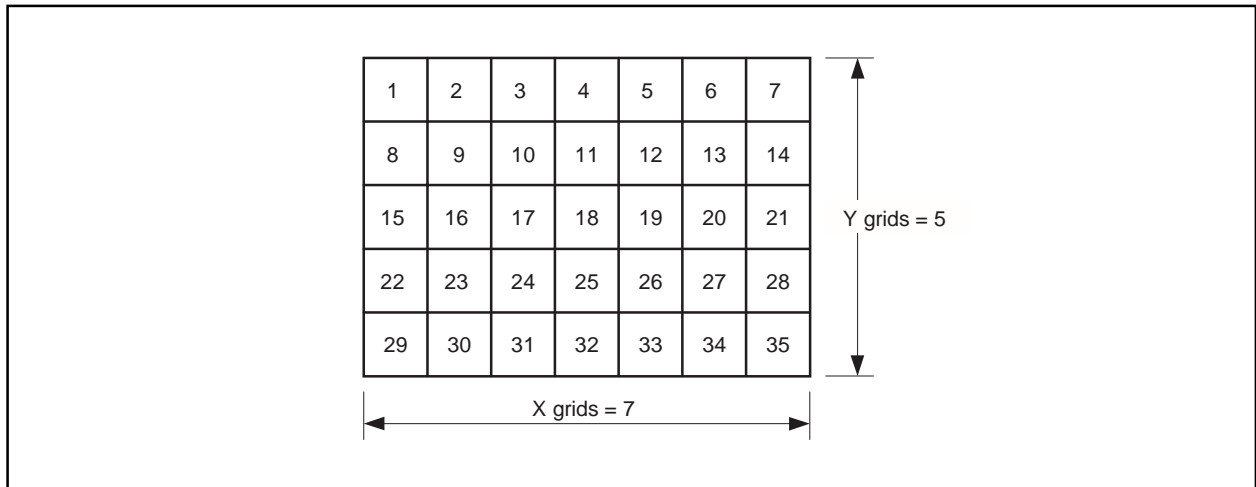 1 2 3 4 5 6 7
8 9 10 11 12 13 14
15 16 17 18 19 20 21
Y grids = 5
22 23 24 25 26 27 28
29 30 31 32 33 34 35
X grids = 7